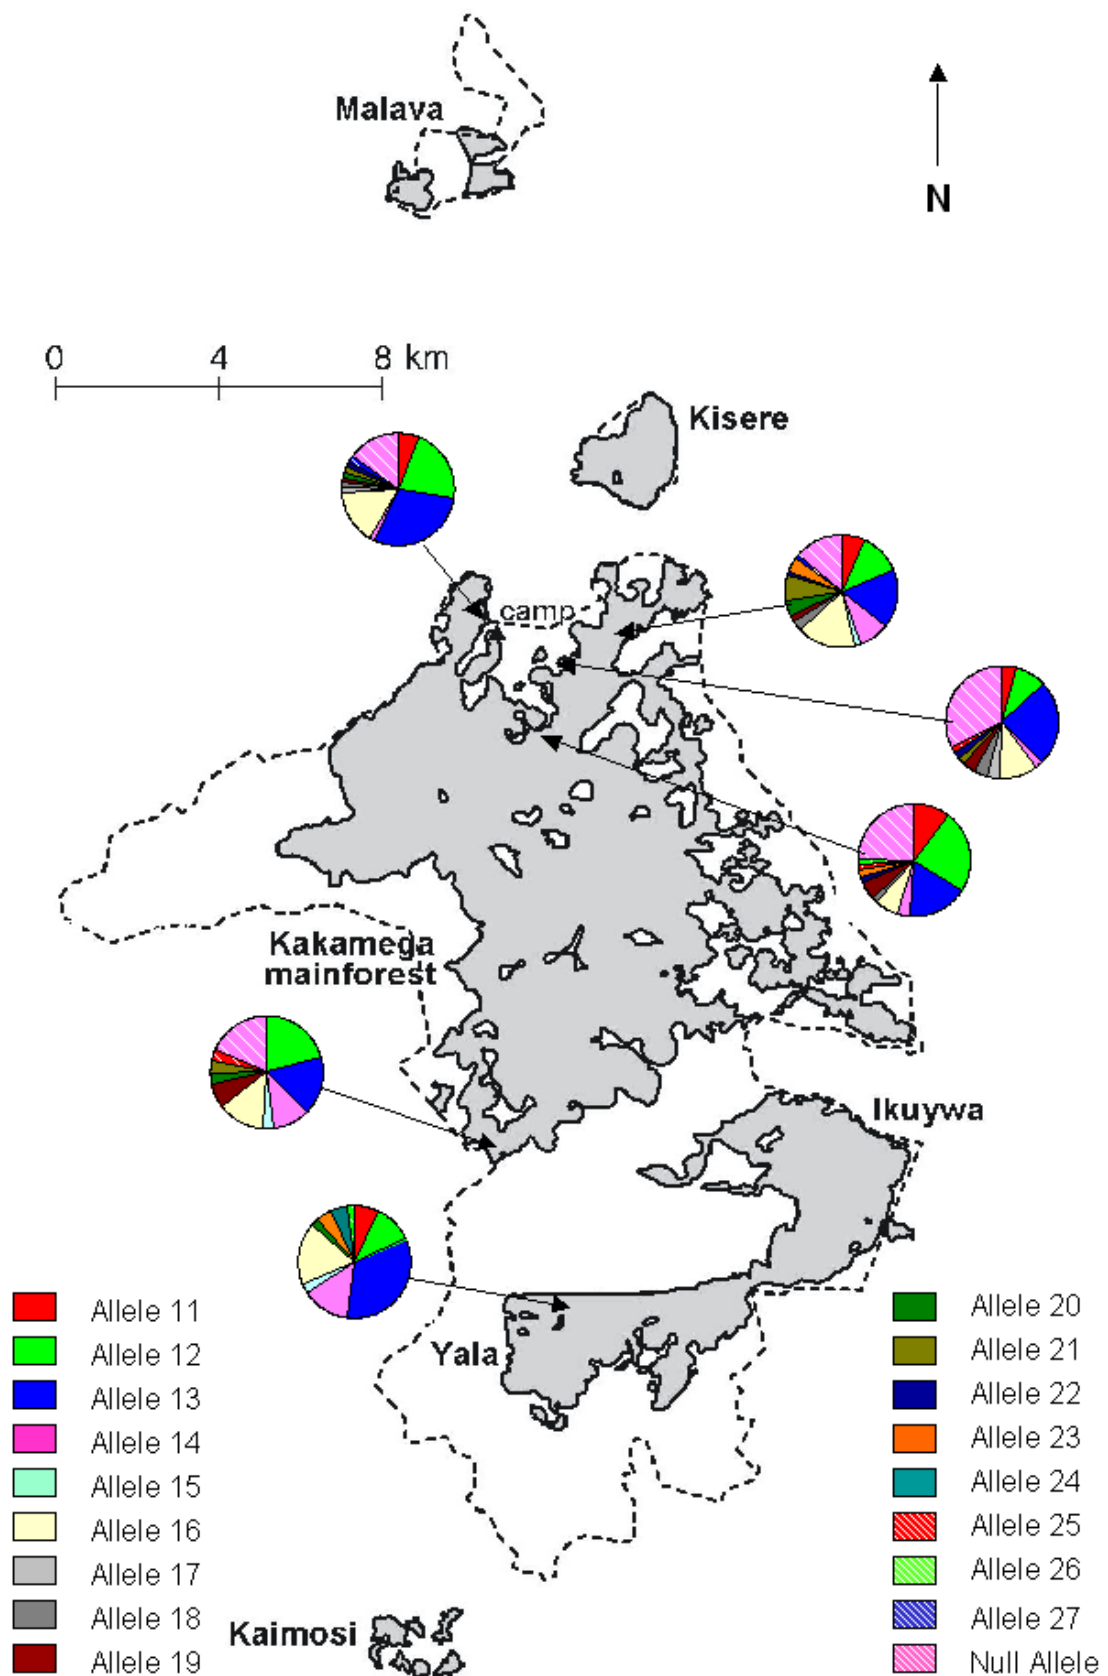 Malava
N
0 4 8 km
Kisere
camp
Kakamega
mainforest
Ikuywa
Yala
Kaimosi
Allele 11
Allele 12
Allele 13
Allele 14
Allele 15
Allele 16
Allele 17
Allele 18
Allele 19
Allele 20
Allele 21
Allele 22
Allele 23
Allele 24
Allele 25
Allele 26
Allele 27
Null Allele